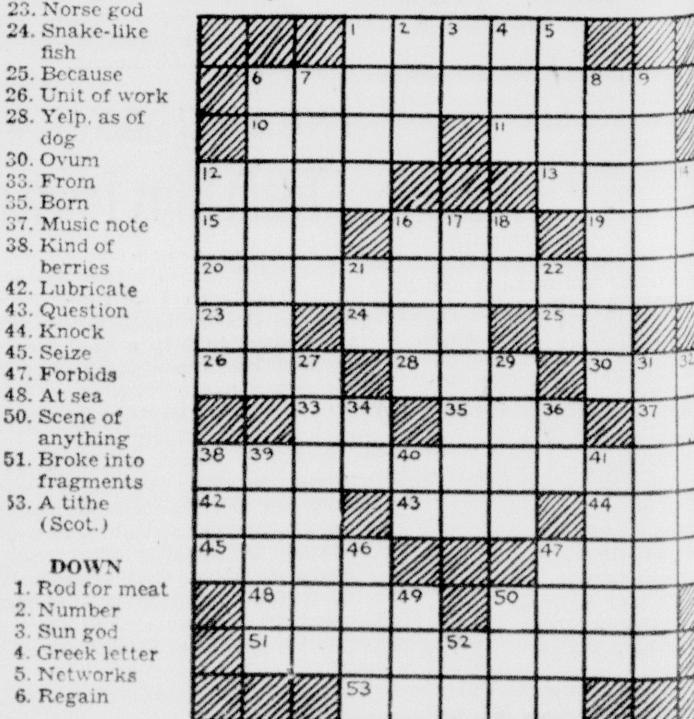 23. Norse god
24. Snake-like
fish
25. Because
26. Unit of work
28. Yelp, as of
dog
30. Ovum
33. From
35. Born
37. Music note
38. Kind of
berries
42. Lubricate
43. Question
44. Knock
45. Seize
47. Forbids
48. At sea
50. Scene of
anything
51. Broke into
fragments
53. A tithe
(Scot.)
DOWN
1. Rod for meat
2. Number
3. Sun god
4. Greek letter
5. Networks
6. Regain
1 2 3 4 5
6 7 8 9
10 11
12 13
15 16 17 18 19
20 21 22
23 24 25
26 27 28 29 30 31 32
33 34 35 36 37
38 39 40 41
42 43 44
45 46 47
48 49 50
51 52
53